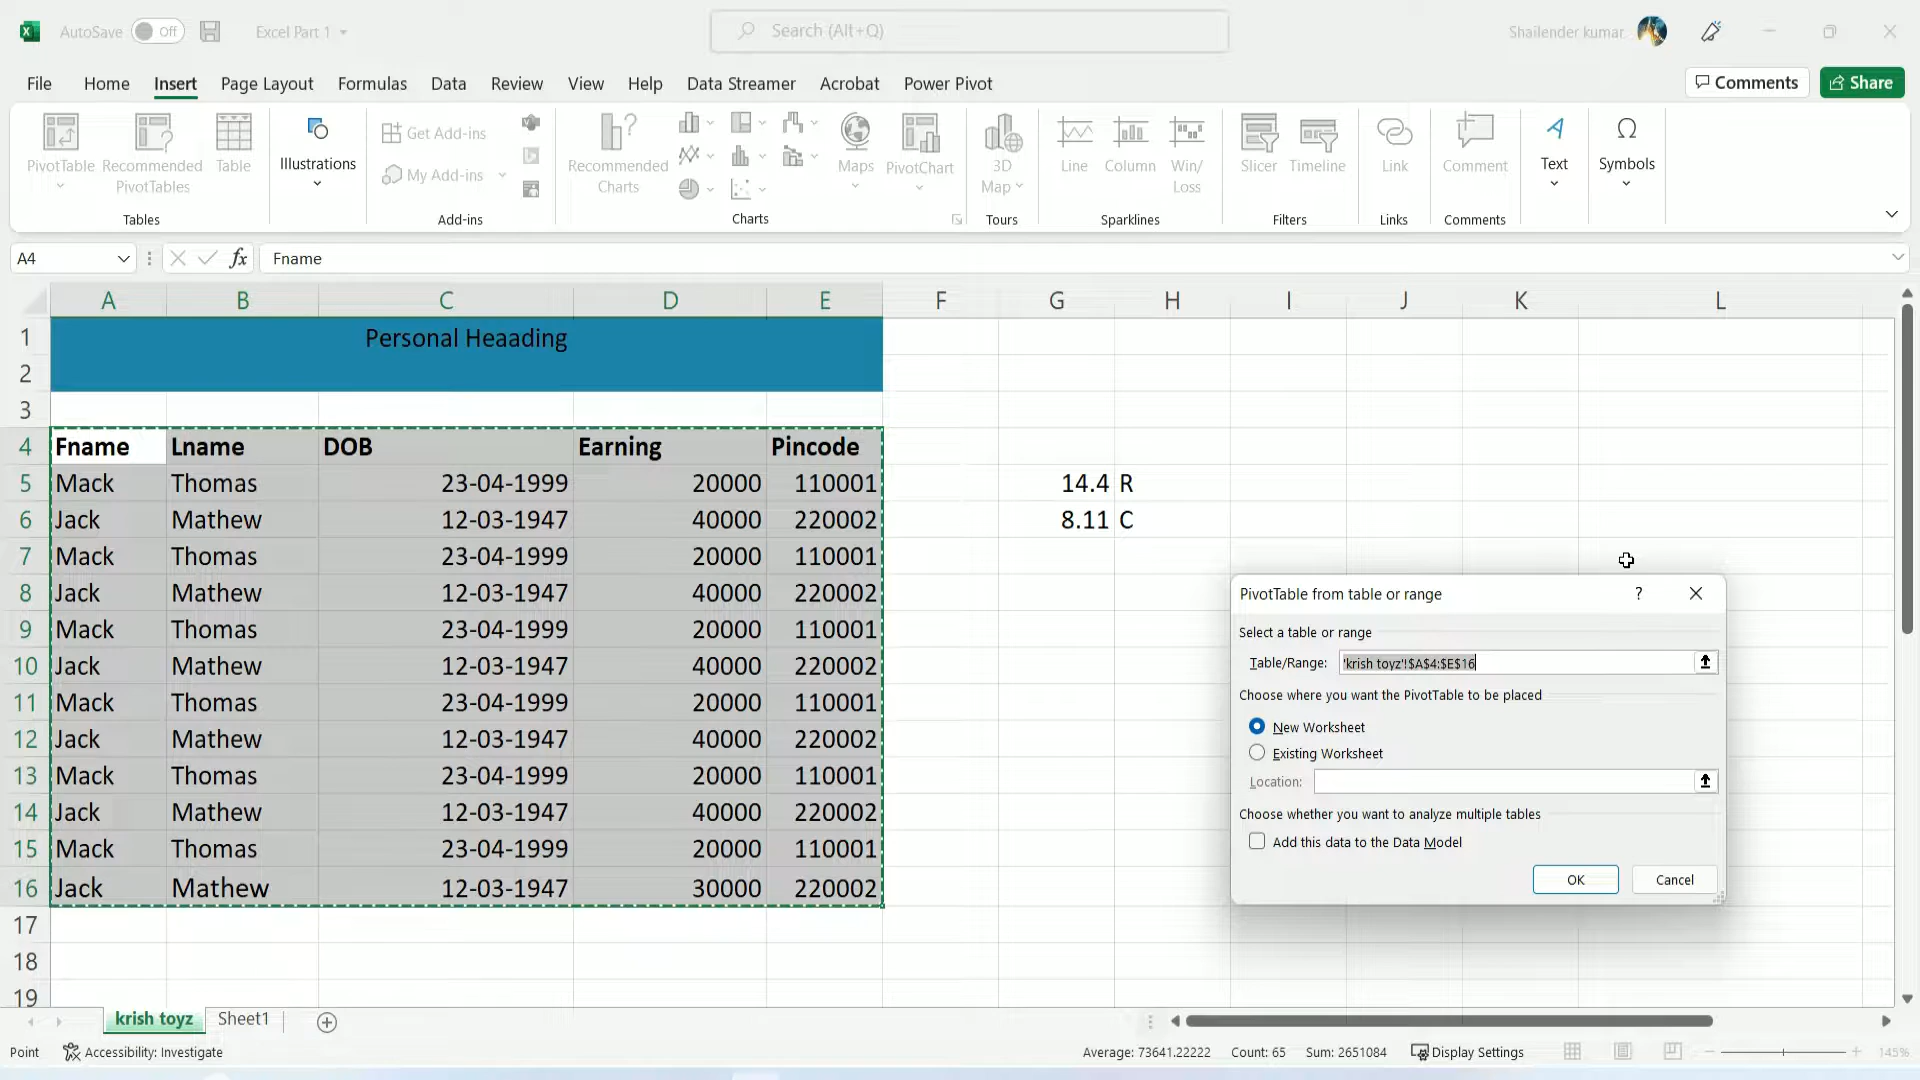 AutoSave Off Excel Part 1 Search (Alt+Q) Shailender kumar
File Home Insert Page Layout Formulas Data Review View Help Data Streamer Acrobat Power Pivot Comments Share
PivotTable Recommended PivotTables Table
Tables
Illustrations
Get Add-ins
My Add-ins
Add-ins
Recommended Charts
Maps PivotChart
Charts
3D Map
Tours
Line Column Win/Loss
Sparklines
Slicer Timeline
Filters
Link
Links
Comment
Comments
Text
Symbols
A4 fx Fname
A B C D E F G H I J K L
1 Personal Heaading
2
3
4 Fname Lname DOB Earning Pincode
5 Mack Thomas 23-04-1999 20000 110001 14.4 R
6 Jack Mathew 12-03-1947 40000 220002 8.11 C
7 Mack Thomas 23-04-1999 20000 110001
8 Jack Mathew 12-03-1947 40000 220002
9 Mack Thomas 23-04-1999 20000 110001
10 Jack Mathew 12-03-1947 40000 220002
11 Mack Thomas 23-04-1999 20000 110001
12 Jack Mathew 12-03-1947 40000 220002
13 Mack Thomas 23-04-1999 20000 110001
14 Jack Mathew 12-03-1947 40000 220002
15 Mack Thomas 23-04-1999 20000 110001
16 Jack Mathew 12-03-1947 30000 220002
17
18
19
PivotTable from table or range ?
Select a table or range
Table/Range: 'krish toyz'!$A$4:$E$16
Choose where you want the PivotTable to be placed
New Worksheet
Existing Worksheet
Location:
Choose whether you want to analyze multiple tables
Add this data to the Data Model
OK Cancel
krish toyz Sheet1
Point Accessibility: Investigate Average: 73641.22222 Count: 65 Sum: 2651084 Display Settings 145%